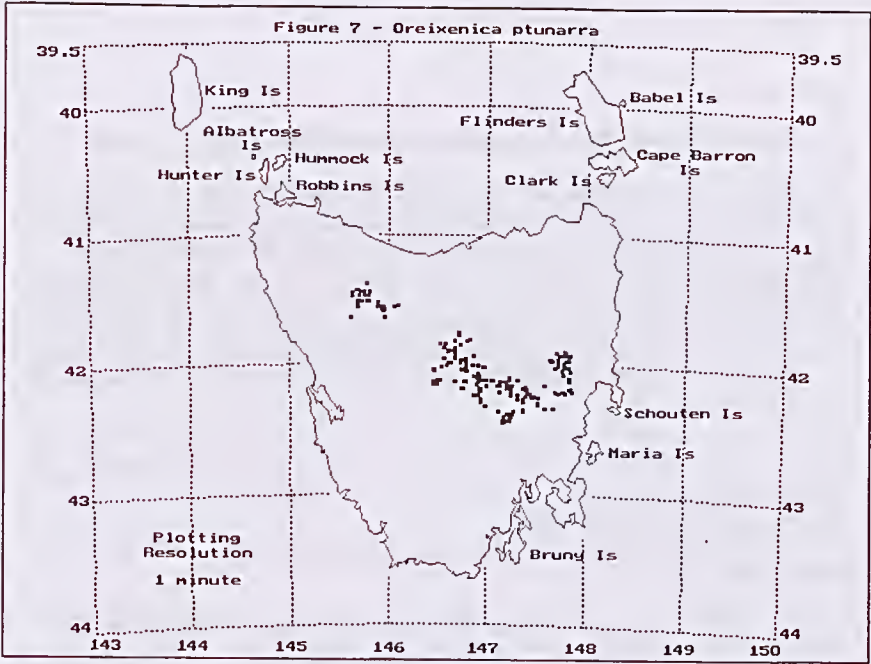 Figure 7 - Oreixenica ptunarra
39.5
39.5
King Is
Babel Is
40
Flinders Is
40
Albatross
Is
Hummock Is
Cape Barron
Is
Hunter Is
Robbins Is
Clark Is
41
41
42
42
Schouten Is
Maria Is
43
43
Plotting
Resolution
1 minute
Bruny Is
44
44
143
144
145
146
147
148
149
150